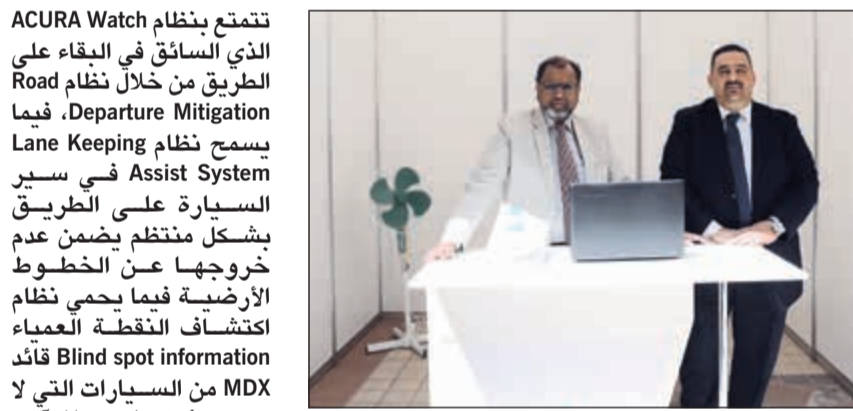 تتمتع بنظام ACURA Watch
الذي السائق في البقاء على
الطريق من خلال نظام Road
Departure Mitigation، فيما
يسمح نظام Lane Keeping
Assist System في سير
السيارة على الطريق
بشكل منتظم يضمن عدم
خروجها عن الخطوط
الأرضية فيما يحمي نظام
اكتشاف النقطة العمياء
Blind spot information قائد
MDX من السيارات التي لا